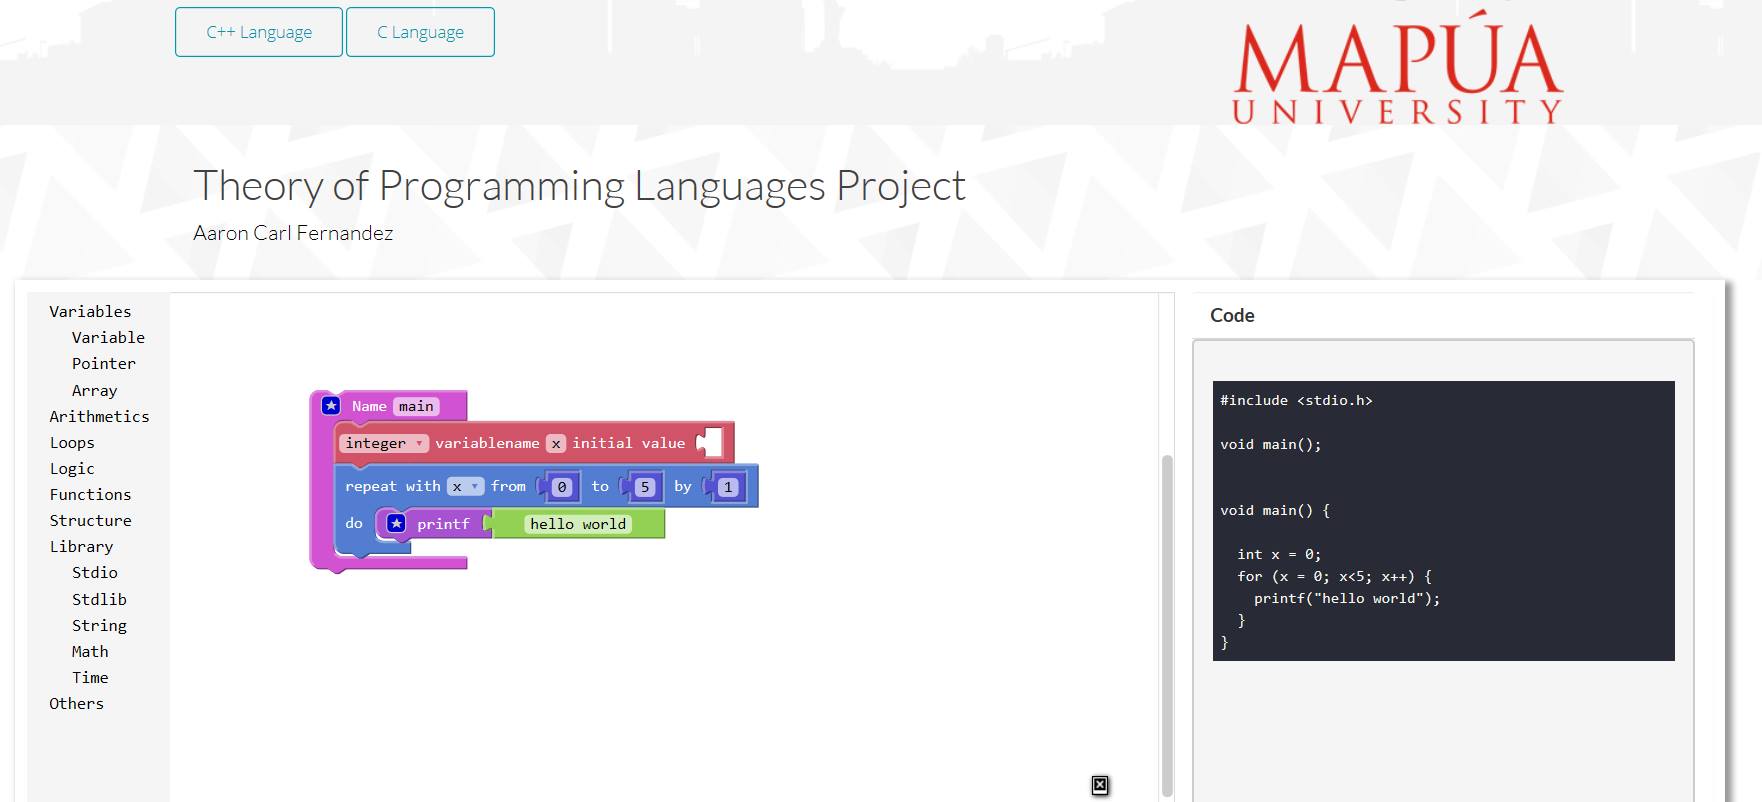 C++ Language
C Language
MAPÚA
UNIVERSITY
Theory of Programming Languages Project
Aaron Carl Fernandez
Variables
Variable
Pointer
Array
Arithmetics
Loops
Logic
Functions
Structure
Library
Stdio
Stdlib
String
Math
Time
Others
Name main
integer variablename x initial value
repeat with x from 0 to 5 by 1
do printf hello world
Code
#include <stdio.h>
void main();
void main() {
int x = 0;
for (x = 0; x<5; x++) {
printf("hello world");
}
}